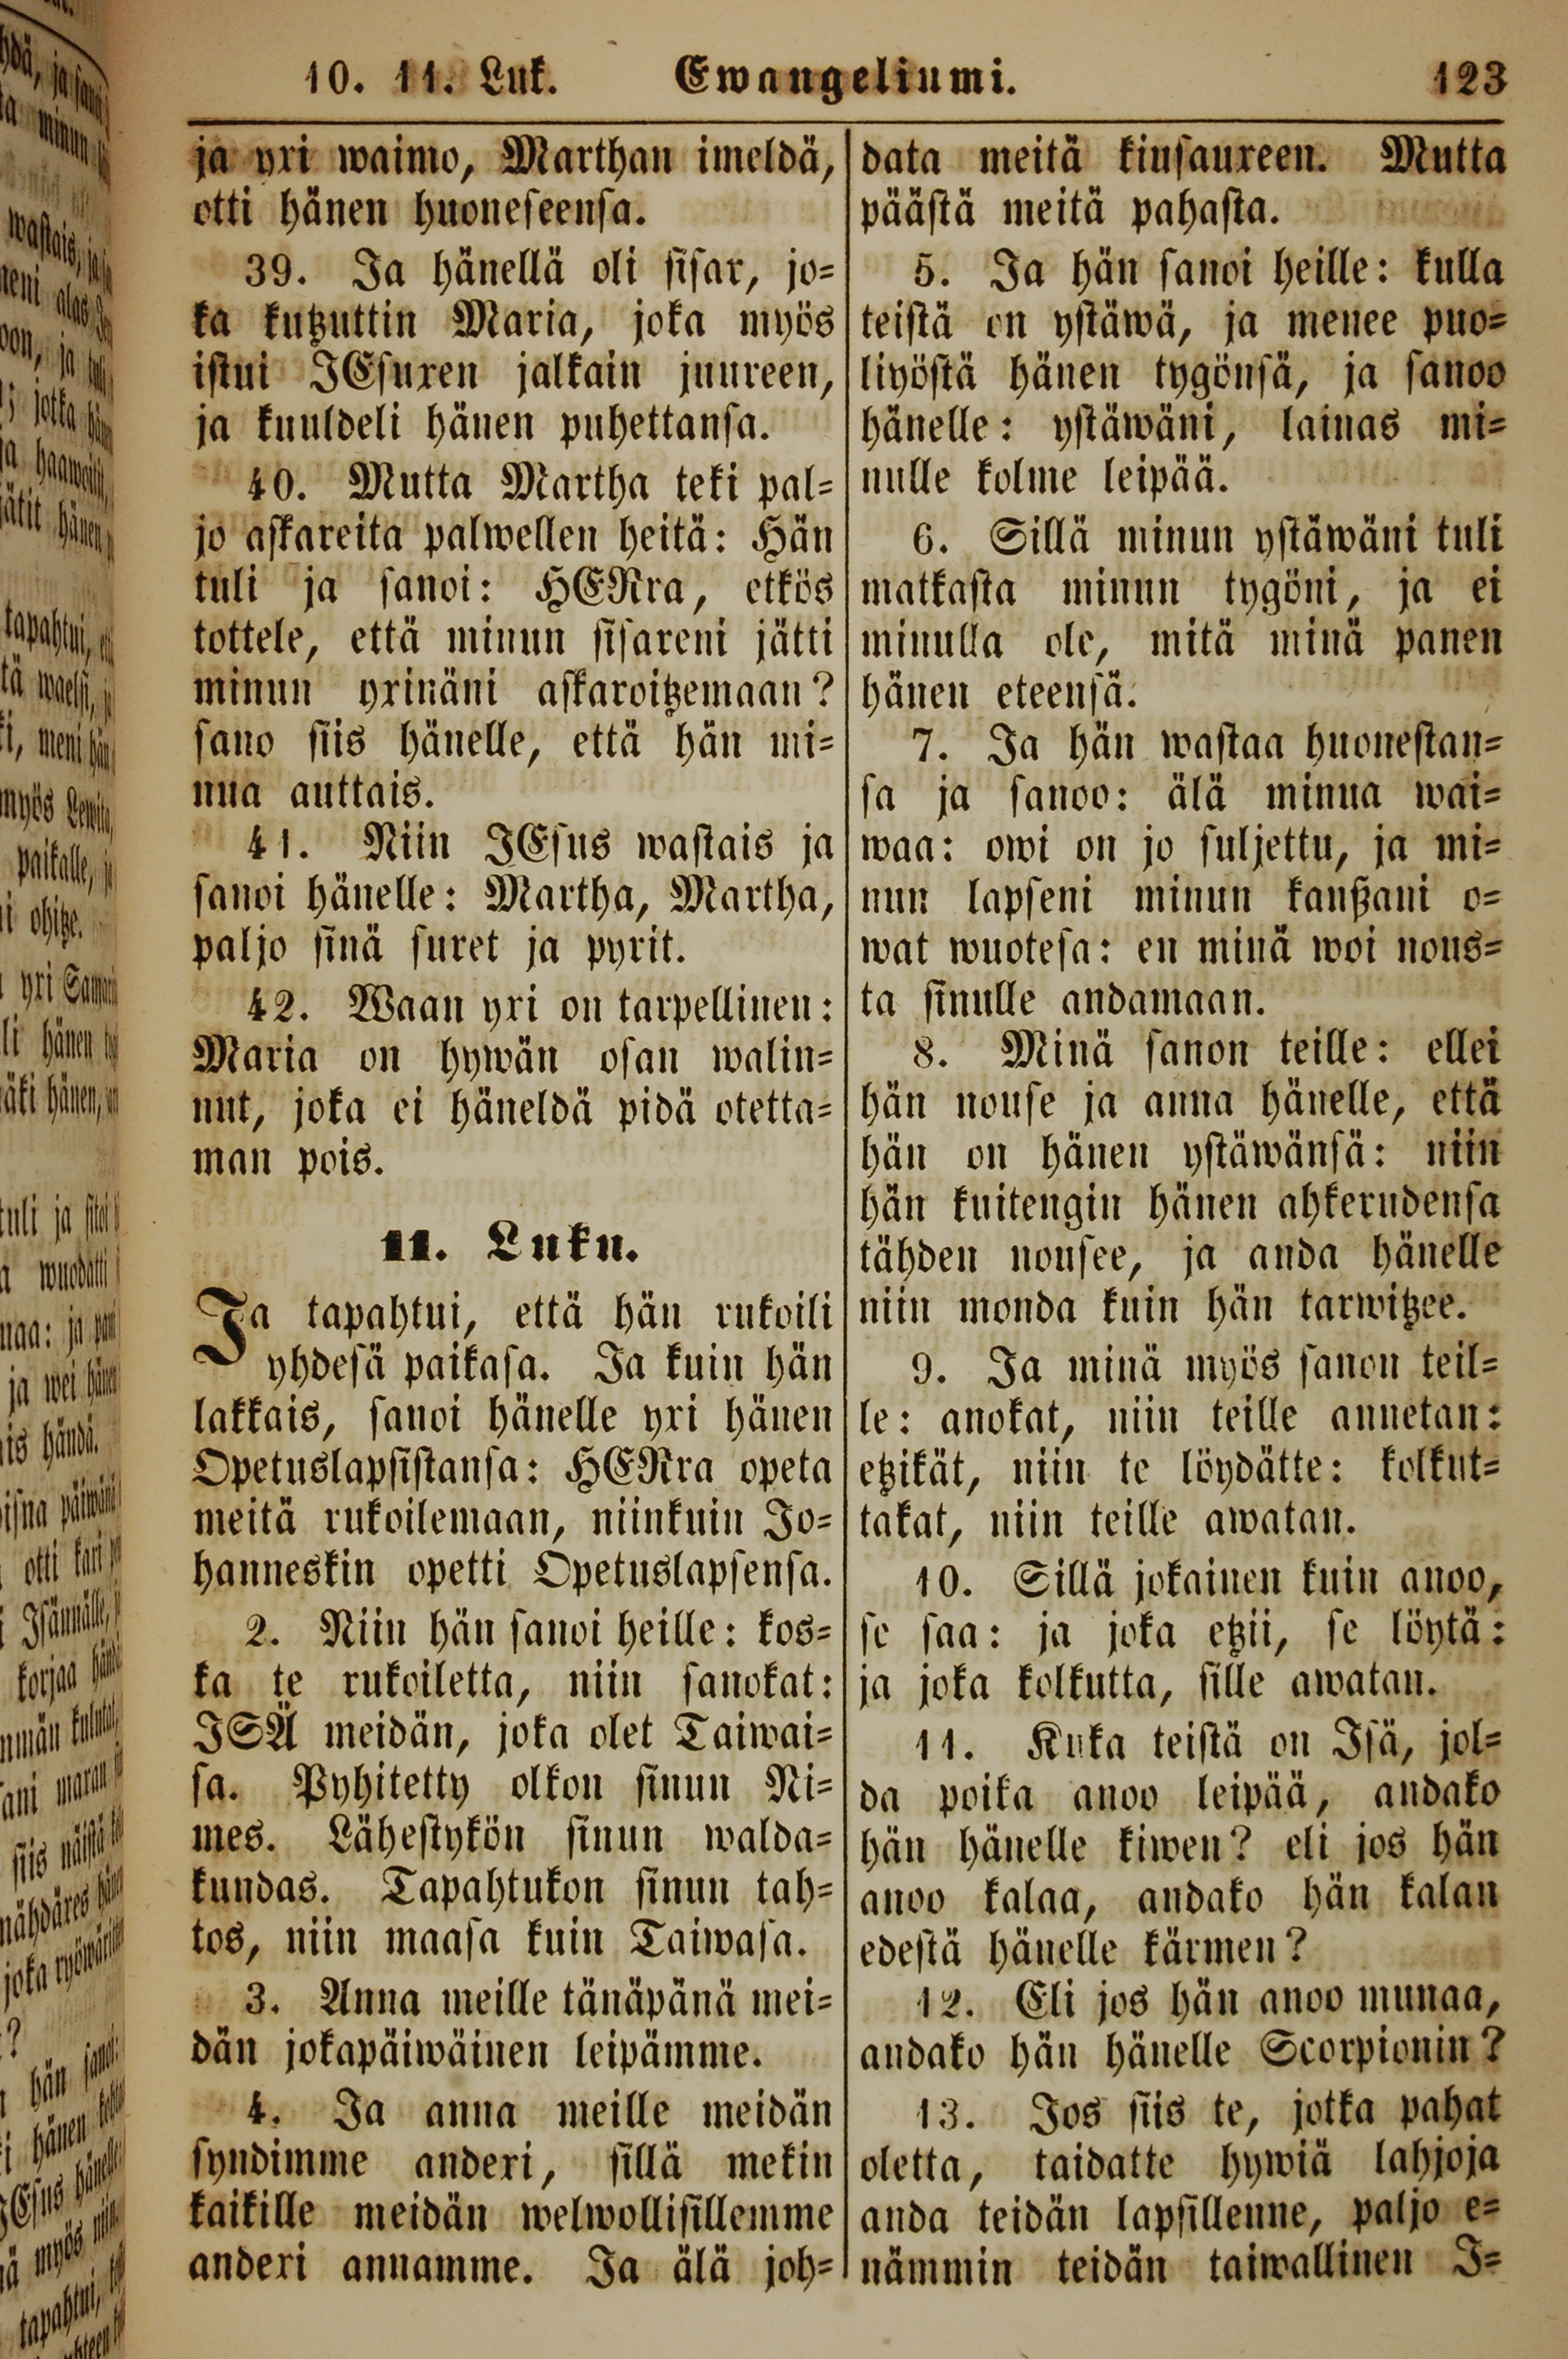 10. 11. Luk. Ewangeliumi. 123
ja yxi waimo, Marthan imeldä,
otti hänen huoneseensa.
39. Ja hänellä oli sisar, jo=
ka kutzuttin Maria, joka myös
istui JEsuxen jalkain juureen,
ja kuuldeli hänen puhettansa.
40. Mutta Martha teki pal=
jo askareita palwellen heitä: Hän
tuli ja sanoi: HERra, etkös
tottele, että minun sisareni jätti
minun yxinäni askaroitzemaan?
sano siis hänelle, että hän mi=
nua auttais.
41. Niin JEsus wastais ja
sanoi hänelle: Martha, Martha,
paljo sinä suret ja pyrit.
42. Waan yxi on tarpellinen:
Maria on hywän osan walin=
nut, joka ei häneldä pidä otetta=
man pois.
11. Luku.
Ja tapahtui, että hän rukoili
yhdesä paikasa. Ja kuin hän
lakkais, sanoi hänelle yxi hänen
Opetuslapsistansa: HERra opeta
meitä rukoilemaan, niinkuin Jo=
hanneskin opetti Opetuslapsensa.
2. Niin hän sanoi heille: kos=
ka te rukoiletta, niin sanokat:
ISÄ meidän, joka olet Taiwai=
sa. Pyhitetty olkon sinun Ni=
mes. Lähestykön sinun walda=
kundas. Tapahtukon sinun tah=
tos, niin maasa kuin Taiwasa.
3. Anna meille tänäpänä mei=
dän jokapäiwäinen leipämme.
4. Ja anna meille meidän
syndimme andexi, sillä mekin
kaikille meidän welwollisillemme
andexi annamme. Ja älä joh=
data meitä kiusauxeen. Mutta
päästä meitä pahasta.
5. Ja hän sanoi heille: kulla
teistä on ystäwä, ja menee puo=
liyöstä hänen tygönsä, ja sanoo
hänelle: ystäwäni, lainas mi=
nulle kolme leipää.
6. Sillä minun ystäwäni tuli
matkasta minun tygöni, ja ei
minulla ole, mitä minä panen
hänen eteensä.
7. Ja hän wastaa huonestan=
sa ja sanoo: älä minua wai=
waa: owi on jo suljettu, ja mi=
nun lapseni minun kanßani o=
wat wuotesa: en minä woi nous=
ta sinulle andamaan.
8. Minä sanon teille: ellei
hän nouse ja anna hänelle, että
hän on hänen ystäwänsä: niin
hän kuitengin hänen ahkerudensa
tähden nousee, ja anda hänelle
niin monda kuin hän tarwitzee.
9. Ja minä myös sanon teil=
le: anokat, niin teille annetan:
etzikät, niin te löydätte: kolkut=
takat, niin teille awatan.
10. Sillä jokainen kuin anoo,
se saa: ja joka etzii, se löytä:
ja joka kolkutta, sille awatan.
11. Kuka teistä on Isä, jol=
da poika anoo leipää, andako
hän hänelle kiwen? eli jos hän
anoo kalaa, andako hän kalan
edestä hänelle kärmen?
12. Eli jos hän anoo munaa,
andako hän hänelle Scorpionin?
13. Jos siis te, jotka pahat
oletta, taidatte hywiä lahjoja
anda teidän lapsillenne, paljo e=
nämmin teidän taiwallinen I=